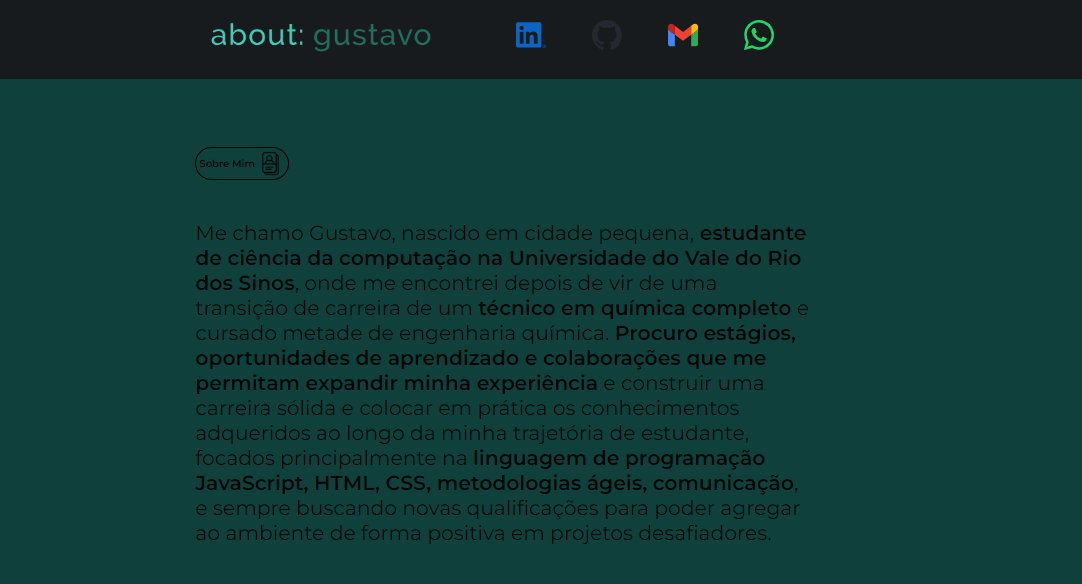 about: gustavo
Sobre Mim
Me chamo Gustavo, nascido em cidade pequena, estudante
de ciência da computação na Universidade do Vale do Rio
dos Sinos, onde me encontrei depois de vir de uma
transição de carreira de um técnico em química completo e
cursado metade de engenharia química. Procuro estágios,
oportunidades de aprendizado e colaborações que me
permitam expandir minha experiência e construir uma
carreira sólida e colocar em prática os conhecimentos
adqueridos ao longo da minha trajetória de estudante,
focados principalmente na linguagem de programação
JavaScript, HTML, CSS, metodologias ágeis, comunicação,
e sempre buscando novas qualificações para poder agregar
ao ambiente de forma positiva em projetos desafiadores.